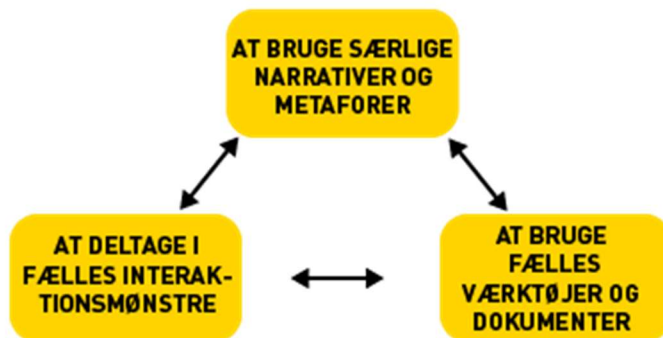 AT BRUGE SÆRLIGE
NARRATIVER OG
METAFORER
AT DELTAGE I
FÆLLES INTERAK-
TIONSMØNSTRE
AT BRUGE
FÆLLES
VÆRKTØJER OG
DOKUMENTER